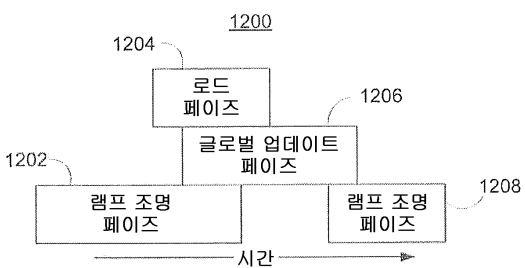 1200
1204
로드
페이즈
1206
글로벌 업데이트
페이즈
1202
램프 조명
페이즈
램프 조명
페이즈
1208
시간